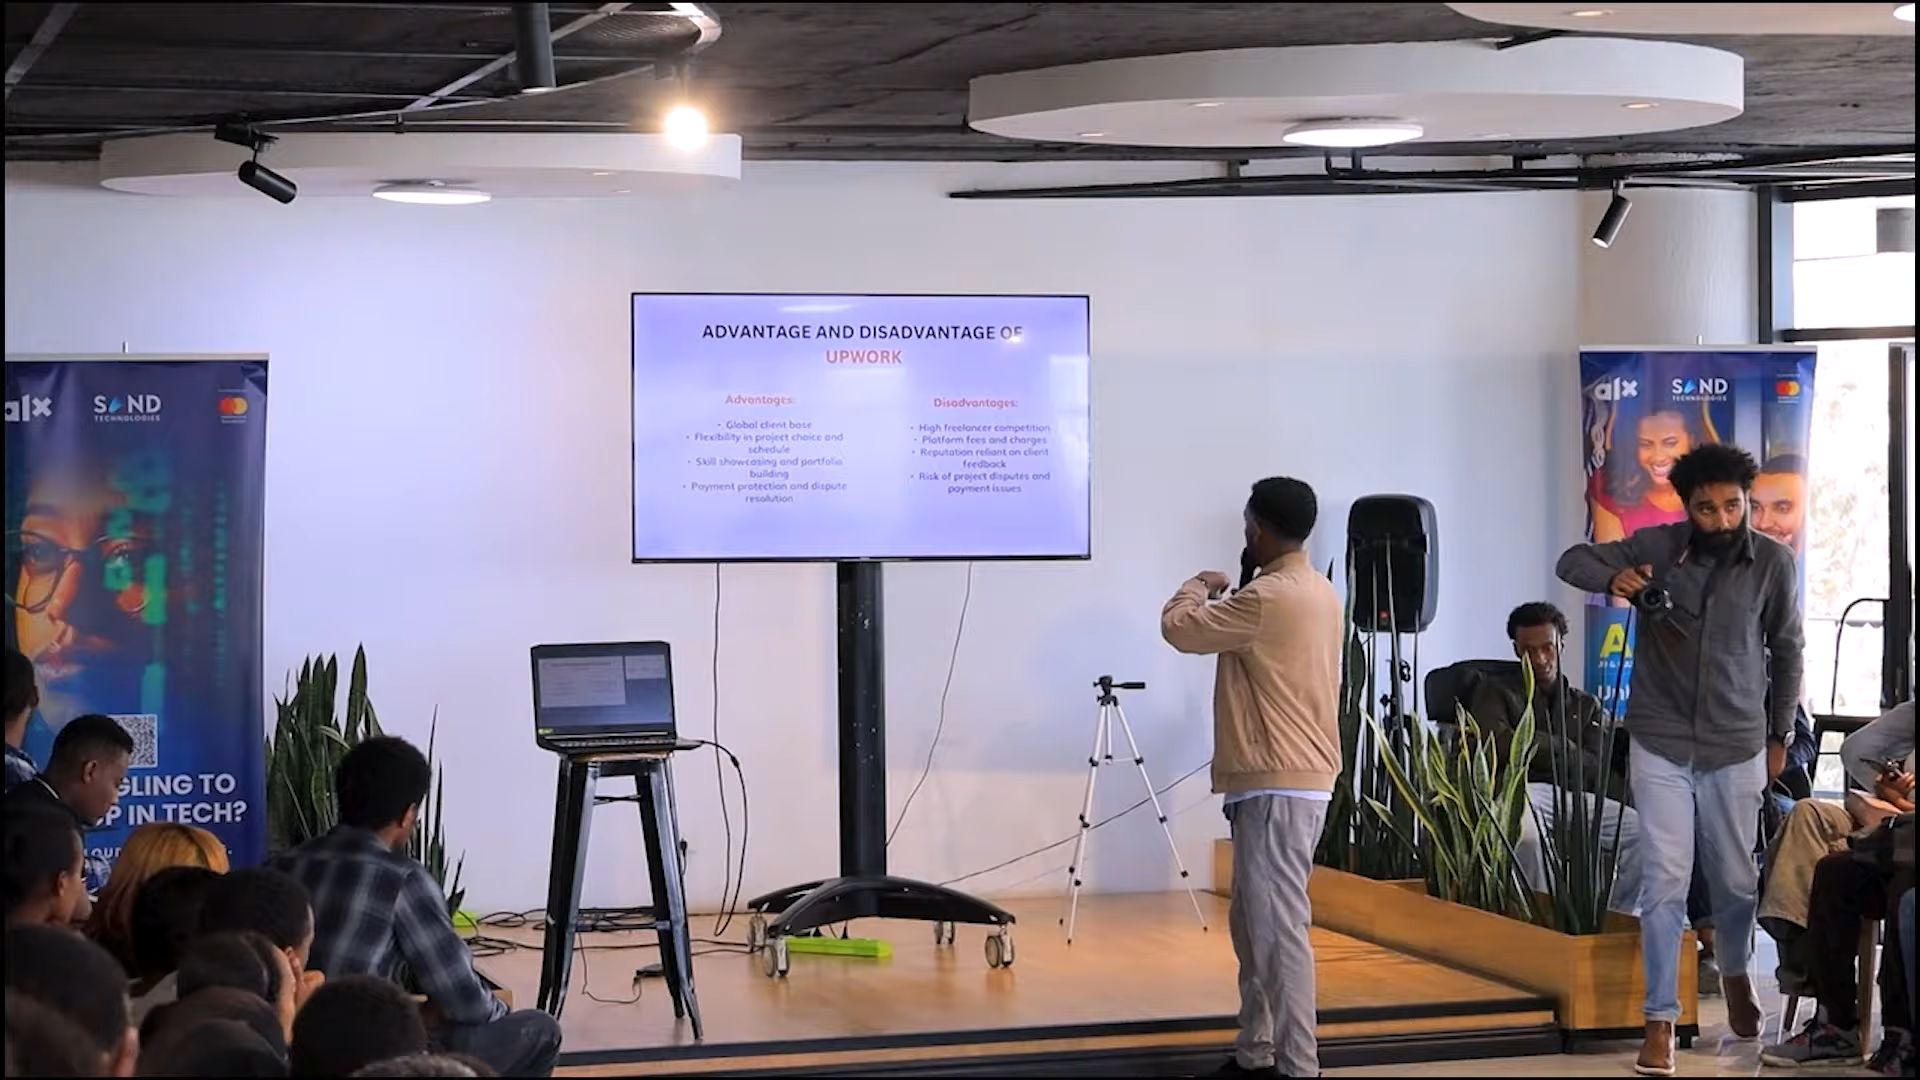 ADVANTAGE AND DISADVANTAGE OF
UPWORK
Advantages:
• Global client base
• Flexibility in project choice and
schedule
• Skill showcasing and portfolio
building
• Payment protection and dispute
resolution
Disadvantages:
• High freelancer competition
• Platform fees and charges
• Reputation reliant on client
feedback
• Risk of project disputes and
payment issues
alx
SAND
TECHNOLOGIES
GLING TO
P IN TECH?
alx
SAND
TECHNOLOGIES
A